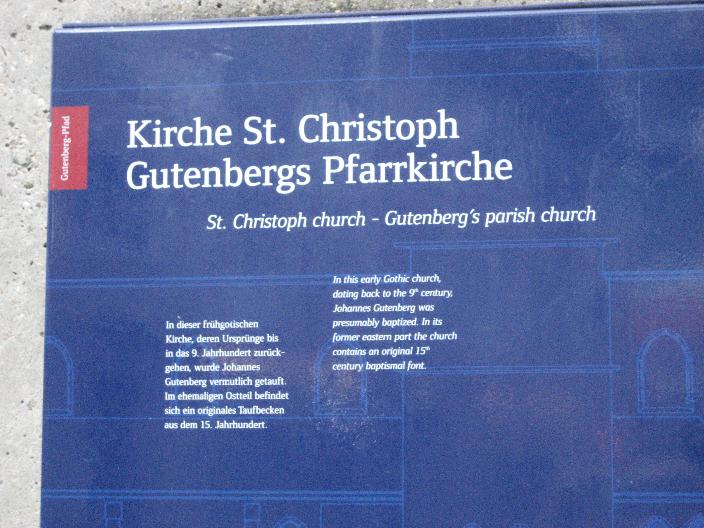 Gutenberg-Pfad
Kirche St. Christoph
Gutenbergs Pfarrkirche
St. Christoph church – Gutenberg's parish church
In dieser frühgotischen
Kirche, deren Ursprünge bis
in das 9. Jahrhundert zurück-
gehen, wurde Johannes
Gutenberg vermutlich getauft.
Im ehemaligen Ostteil befindet
sich ein originales Taufbecken
aus dem 15. Jahrhundert.
In this early Gothic church,
dating back to the 9th century,
Johannes Gutenberg was
presumably baptized. In its
former eastern part the church
contains an original 15th
century baptismal font.